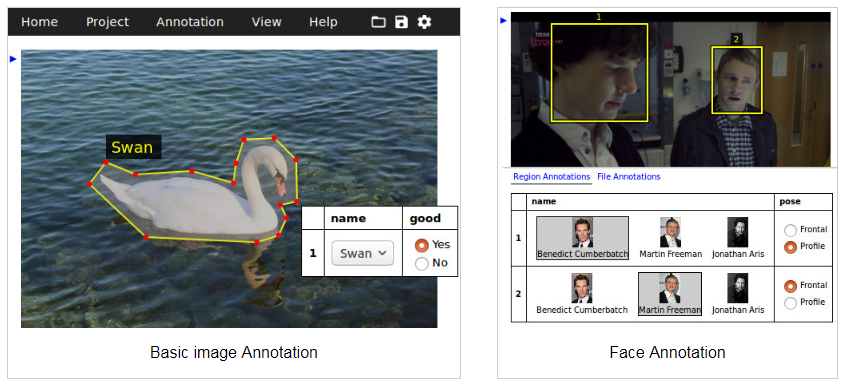 Home Project Annotation View Help
Swan
name good
1 Swan Yes
No
Basic image Annotation
1
2
BBC
three
Region Annotations File Annotations
name pose
1 Benedict Cumberbatch Martin Freeman Jonathan Aris Frontal
Profile
2 Benedict Cumberbatch Martin Freeman Jonathan Aris Frontal
Profile
Face Annotation